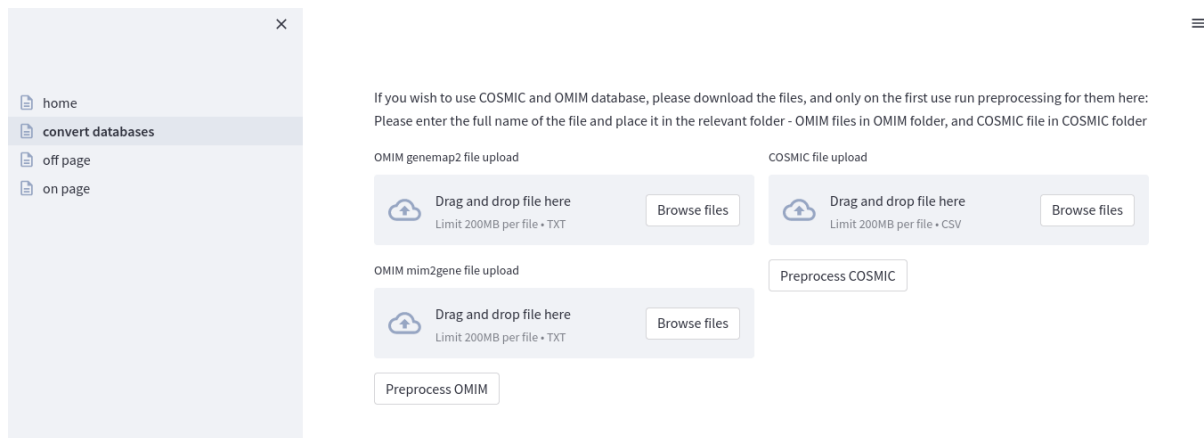 home
convert databases
off page
on page
If you wish to use COSMIC and OMIM database, please download the files, and only on the first use run preprocessing for them here:
Please enter the full name of the file and place it in the relevant folder - OMIM files in OMIM folder, and COSMIC file in COSMIC folder
OMIM genemap2 file upload
Drag and drop file here
Limit 200MB per file • TXT
Browse files
OMIM mim2gene file upload
Drag and drop file here
Limit 200MB per file • TXT
Browse files
Preprocess OMIM
COSMIC file upload
Drag and drop file here
Limit 200MB per file • CSV
Browse files
Preprocess COSMIC